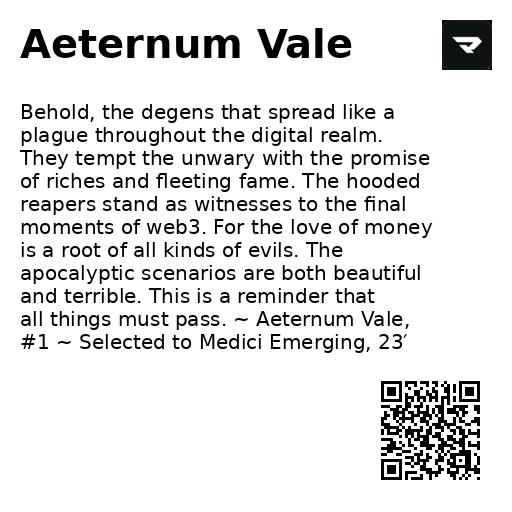 Aeternum Vale
Behold, the degens that spread like a
plague throughout the digital realm.
They tempt the unwary with the promise
of riches and fleeting fame. The hooded
reapers stand as witnesses to the final
moments of web3. For the love of money
is a root of all kinds of evils. The
apocalyptic scenarios are both beautiful
and terrible. This is a reminder that
all things must pass. ~ Aeternum Vale,
#1 ~ Selected to Medici Emerging, 23′